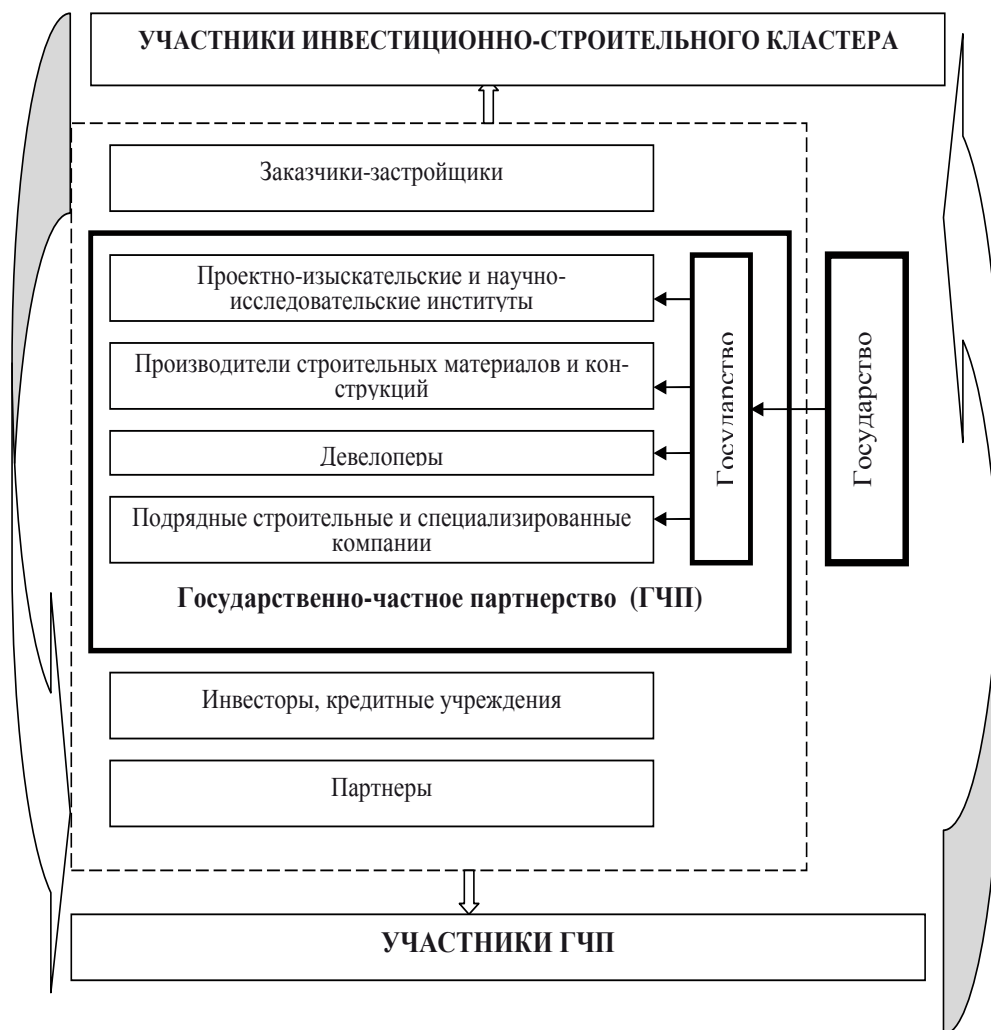 УЧАСТНИКИ ИНВЕСТИЦИОННО-СТРОИТЕЛЬНОГО КЛАСТЕРА
Заказчики-застройщики
Проектно-изыскательские и научно-
исследовательские институты
Производители строительных материалов и кон-
струкций
Девелоперы
Подрядные строительные и специализированные
компании
Государство
Государство
Государственно-частное партнерство (ГЧП)
Инвесторы, кредитные учреждения
Партнеры
УЧАСТНИКИ ГЧП